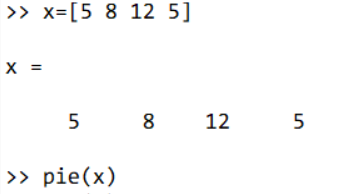 >> x=[5 8 12 5]
x =
5 8 12 5
>> pie(x)